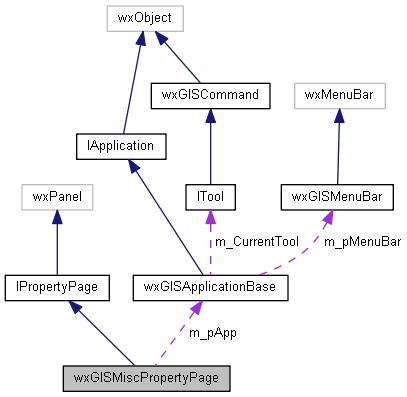 wxObject
wxGISCommand
wxMenuBar
IApplication
wxPanel
ITool
wxGISMenuBar
m_CurrentTool
m_pMenuBar
IPropertyPage
wxGISApplicationBase
m_pApp
wxGISMiscPropertyPage